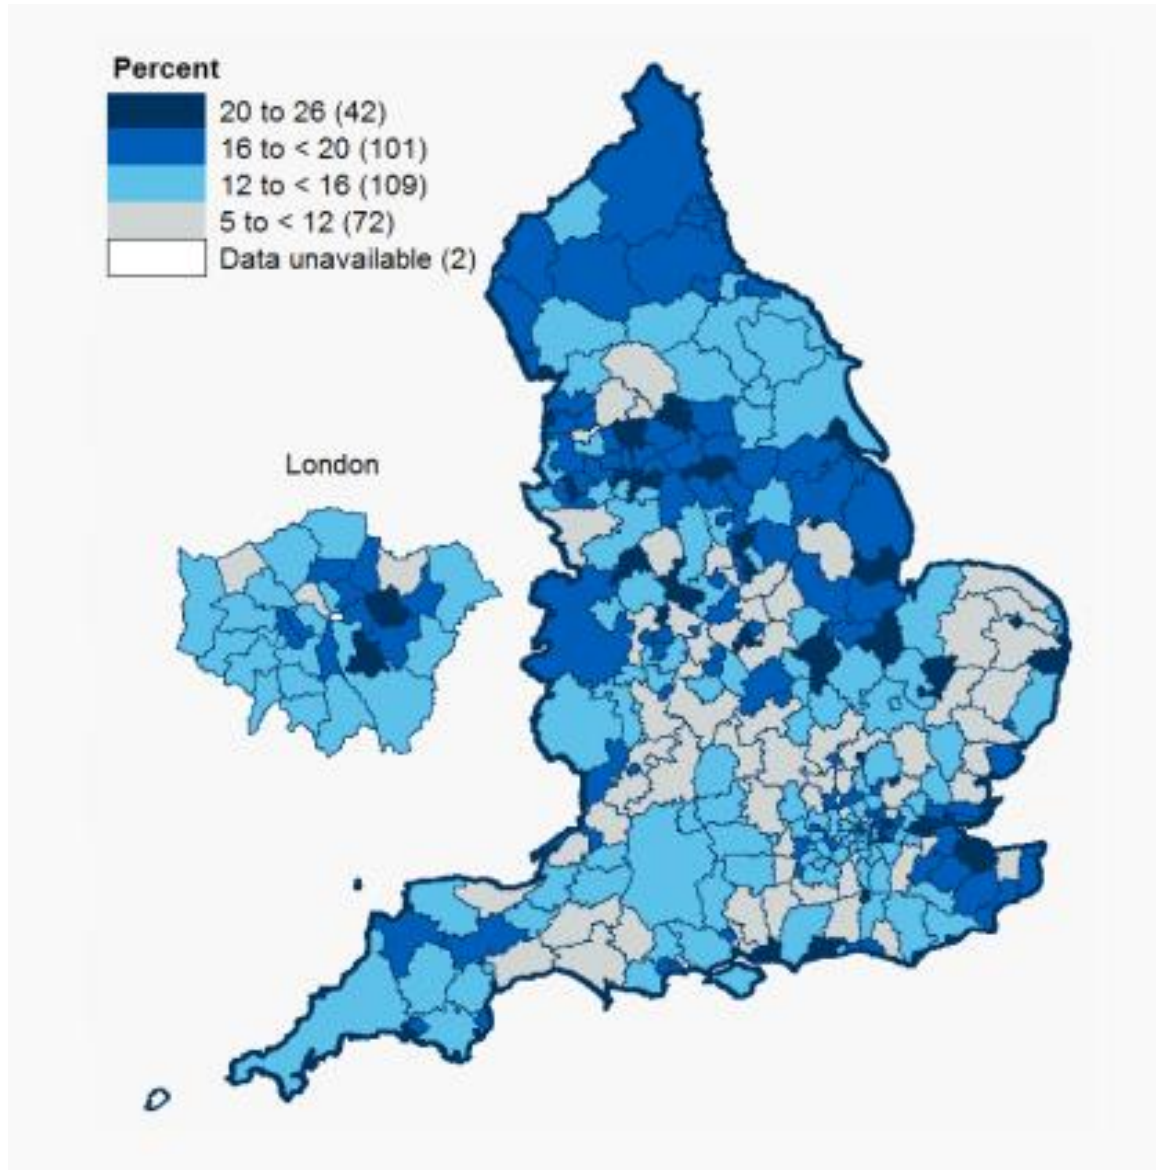 Percent
20 to 26 (42)
16 to < 20 (101)
12 to < 16 (109)
5 to < 12 (72)
Data unavailable (2)
London